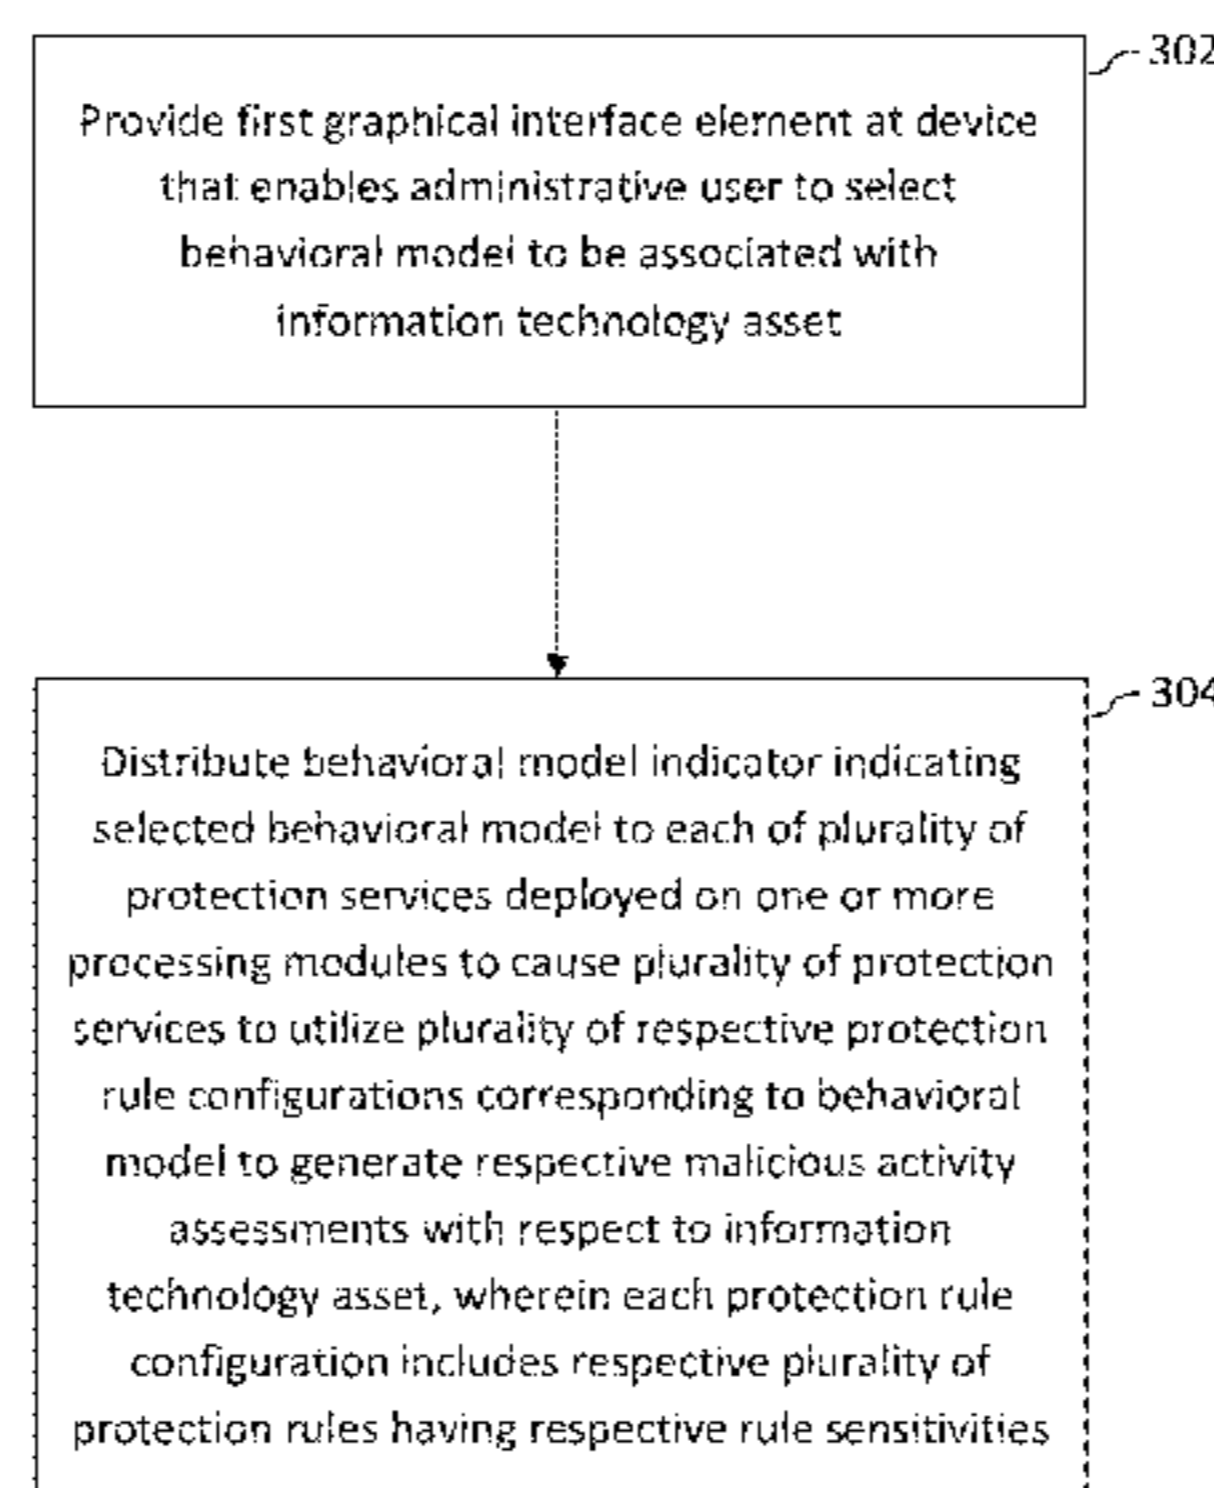 302
Provide first graphical interface element at device
that enables administrative user to select
behavioral model to be associated with
information technology asset
304
Distribute behavioral model indicator indicating
selected behavioral model to each of plurality of
protection services deployed on one or more
processing modules to cause plurality of protection
services to utilize plurality of respective protection
rule configurations corresponding to behavioral
model to generate respective malicious activity
assessments with respect to information
technology asset, wherein each protection rule
configuration includes respective plurality of
protection rules having respective rule sensitivities